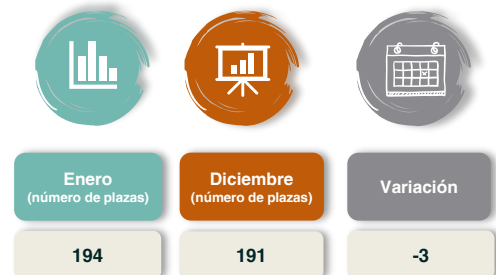 Enero
(número de plazas)
Diciembre
(número de plazas)
Variación
194
191
-3